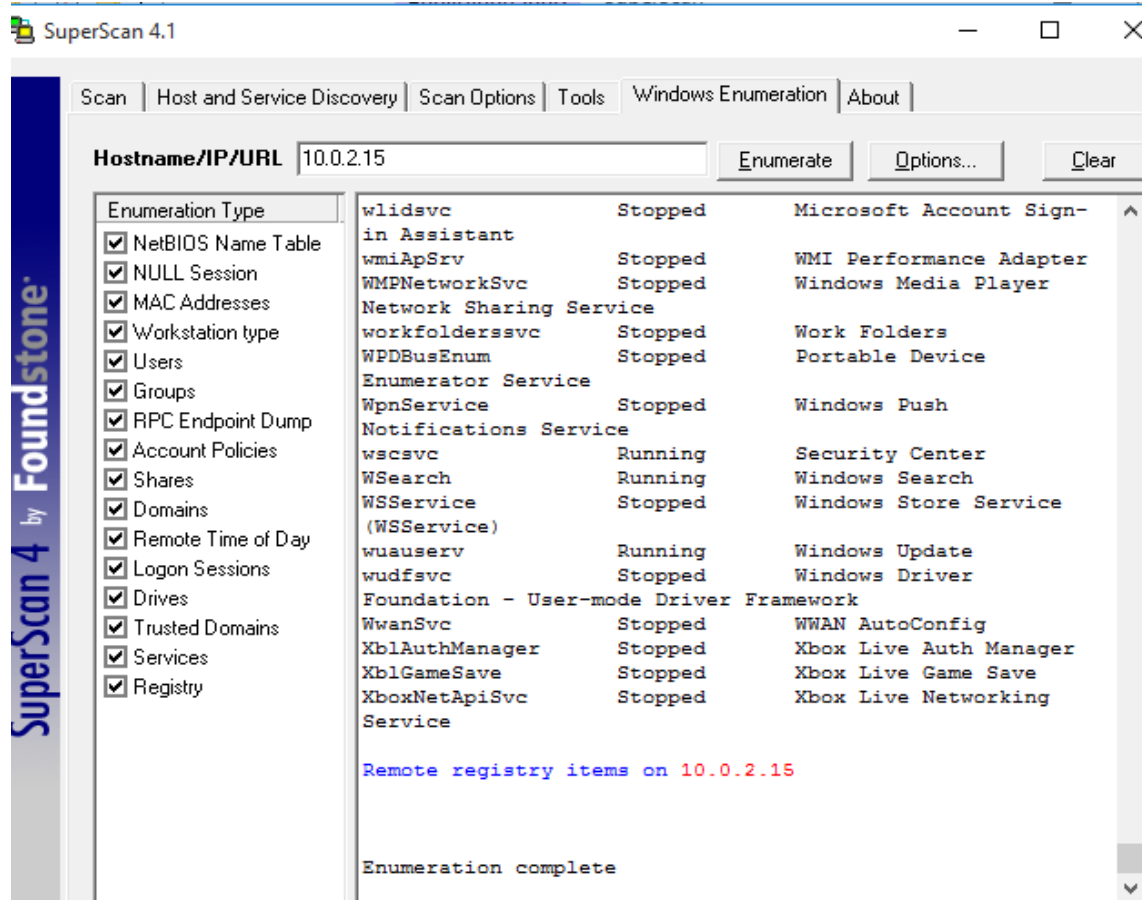 SuperScan 4.1
Scan Host and Service Discovery Scan Options Tools Windows Enumeration About
Hostname/IP/URL 10.0.2.15 Enumerate Options... Clear
Enumeration Type
NetBIOS Name Table
NULL Session
MAC Addresses
Workstation type
Users
Groups
RPC Endpoint Dump
Account Policies
Shares
Domains
Remote Time of Day
Logon Sessions
Drives
Trusted Domains
Services
Registry
wlidsvc Stopped Microsoft Account Sign-
in Assistant
wmiApSrv Stopped WMI Performance Adapter
WMPNetworkSvc Stopped Windows Media Player
Network Sharing Service
workfolderssvc Stopped Work Folders
WPDBusEnum Stopped Portable Device
Enumerator Service
WpnService Stopped Windows Push
Notifications Service
wscsvc Running Security Center
WSearch Running Windows Search
WSService Stopped Windows Store Service
(WSService)
wuauserv Running Windows Update
wudfsvc Stopped Windows Driver
Foundation - User-mode Driver Framework
WwanSvc Stopped WWAN AutoConfig
XblAuthManager Stopped Xbox Live Auth Manager
XblGameSave Stopped Xbox Live Game Save
XboxNetApiSvc Stopped Xbox Live Networking
Service
Remote registry items on 10.0.2.15
Enumeration complete
SuperScan 4 by Foundstone